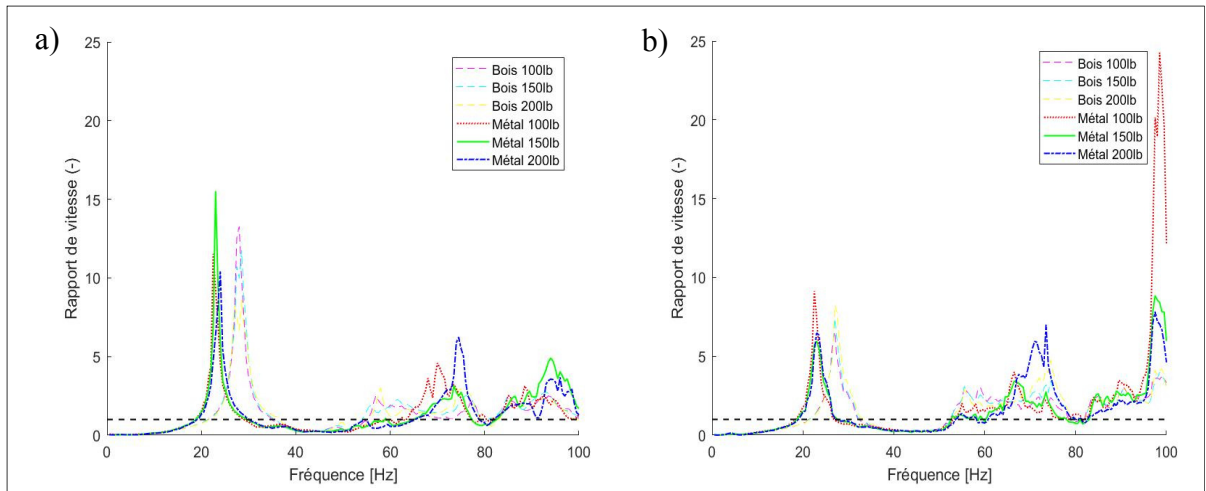 a)
25
20
15
10
5
0
Rapport de vitesse (-)
Bois 100lb
Bois 150lb
Bois 200lb
Métal 100lb
Métal 150lb
Métal 200lb
0 20 40 60 80 100
Fréquence [Hz]
b)
25
20
15
10
5
0
Rapport de vitesse (-)
Bois 100lb
Bois 150lb
Bois 200lb
Métal 100lb
Métal 150lb
Métal 200lb
0 20 40 60 80 100
Fréquence [Hz]